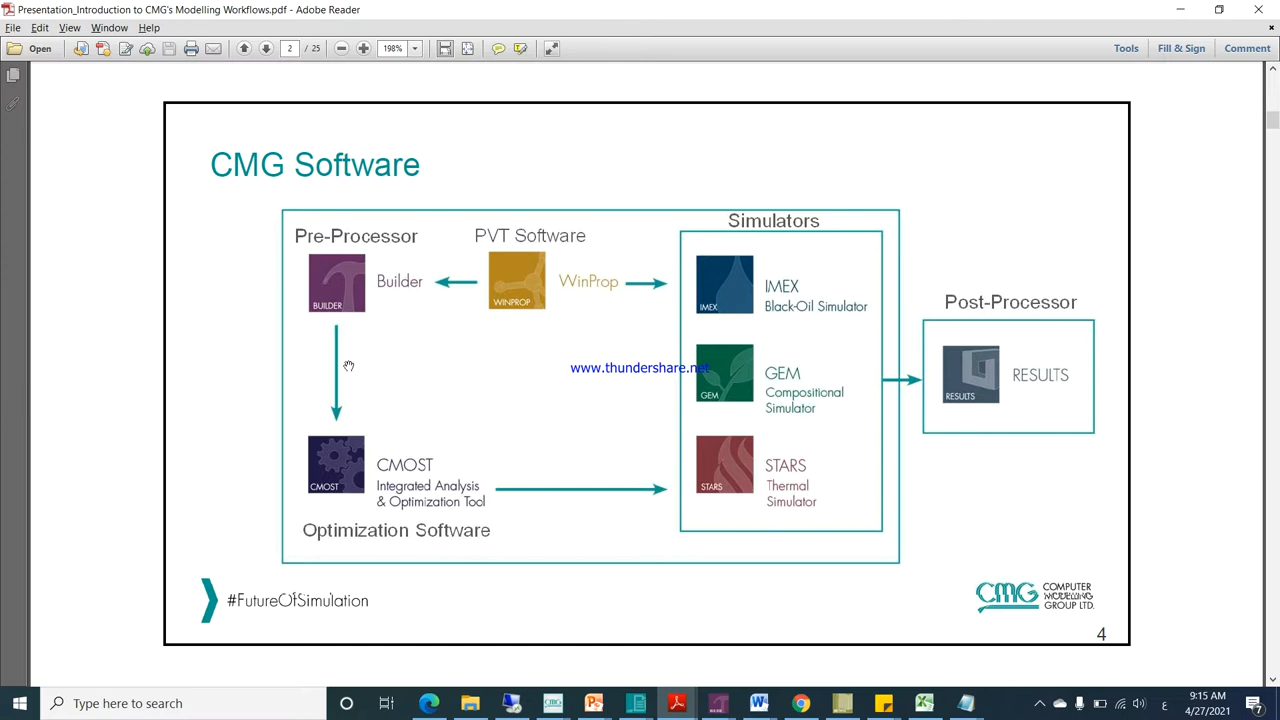 Presentation_Introduction to CMG's Modelling Workflows.pdf - Adobe Reader
File Edit View Window Help
Open 2 / 25 198% Tools Fill & Sign Comment
CMG Software
Pre-Processor
BUILDER
Builder
PVT Software
WINPROP
WinProp
Simulators
IMEX
IMEX
Black-Oil Simulator
GEM
GEM
Compositional
Simulator
STARS
STARS
Thermal
Simulator
Post-Processor
RESULTS
RESULTS
www.thundershare.net
CMOST
CMOST
Integrated Analysis
& Optimization Tool
Optimization Software
#FutureOfSimulation
CMG COMPUTER
MODELLING
GROUP LTD.
4
Type here to search
9:15 AM
4/27/2021
ع
7